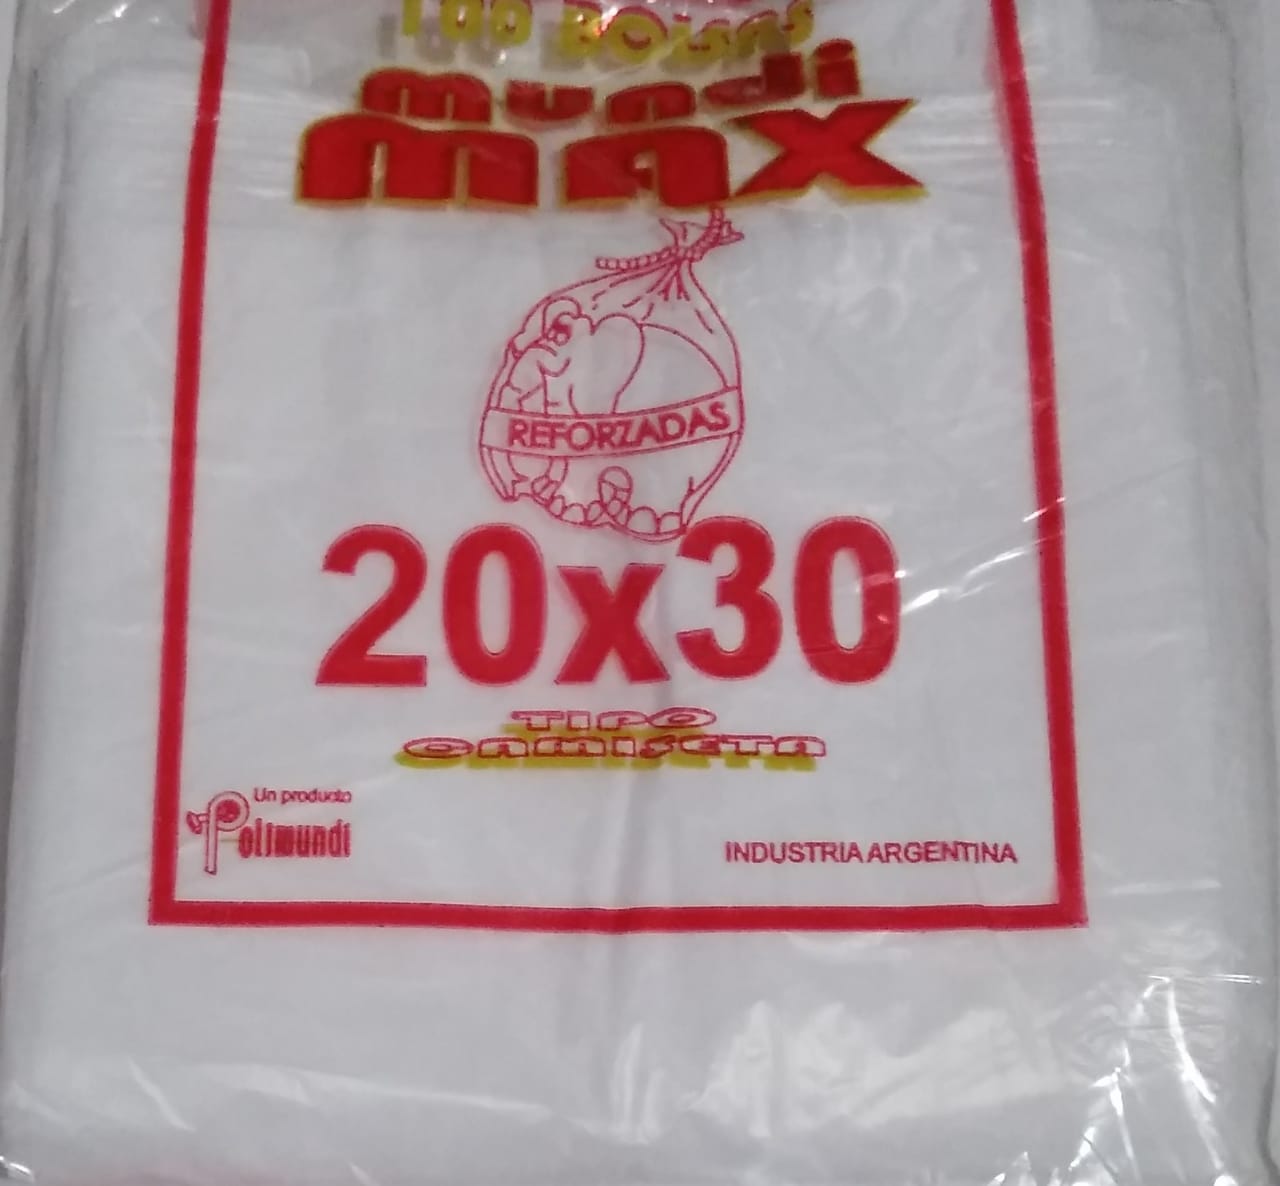 100 Bolsas
mundi
max
REFORZADAS
20x30
TIPO
CAMISETA
Un producto
Polimundi
INDUSTRIA ARGENTINA